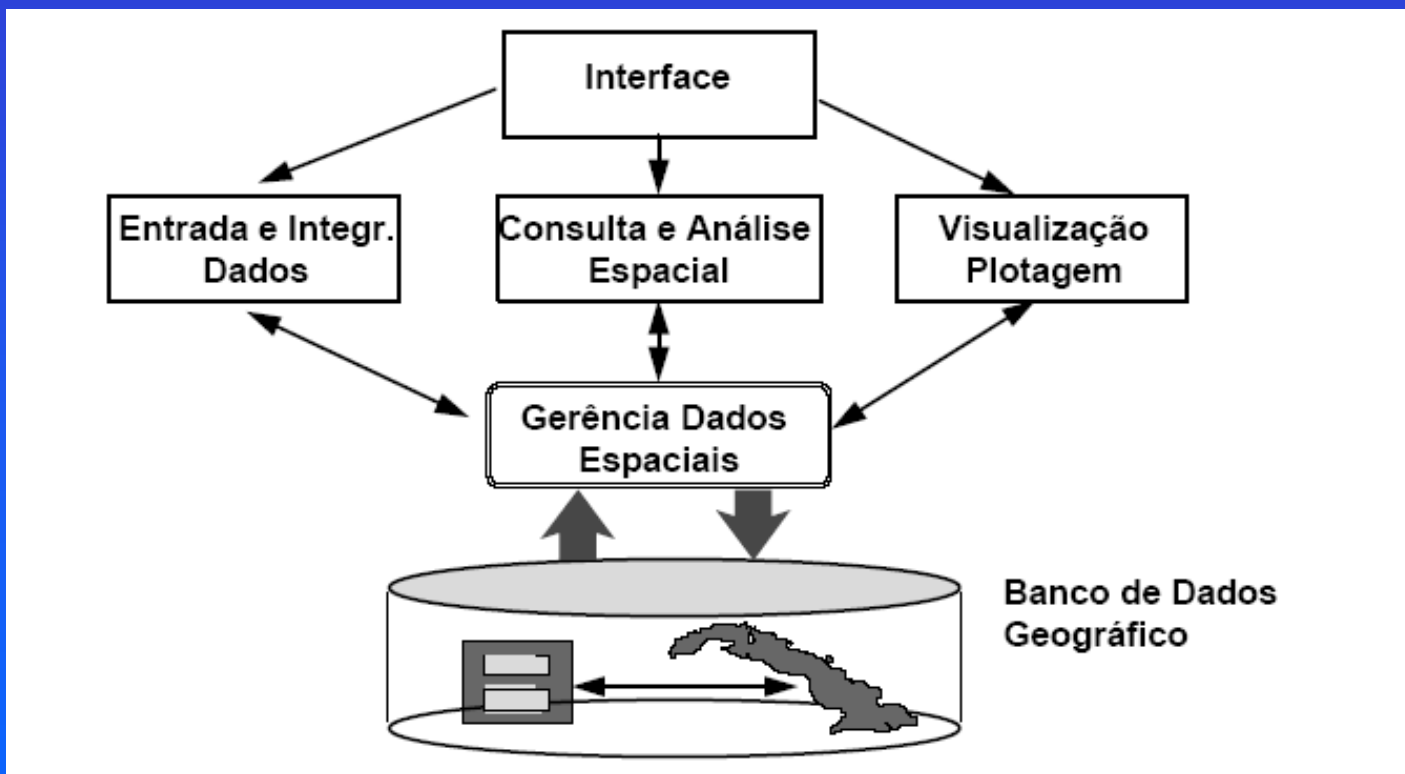 Interface
Entrada e Integr.
Dados
Consulta e Análise
Espacial
Visualização
Plotagem
Gerência Dados
Espaciais
Banco de Dados
Geográfico